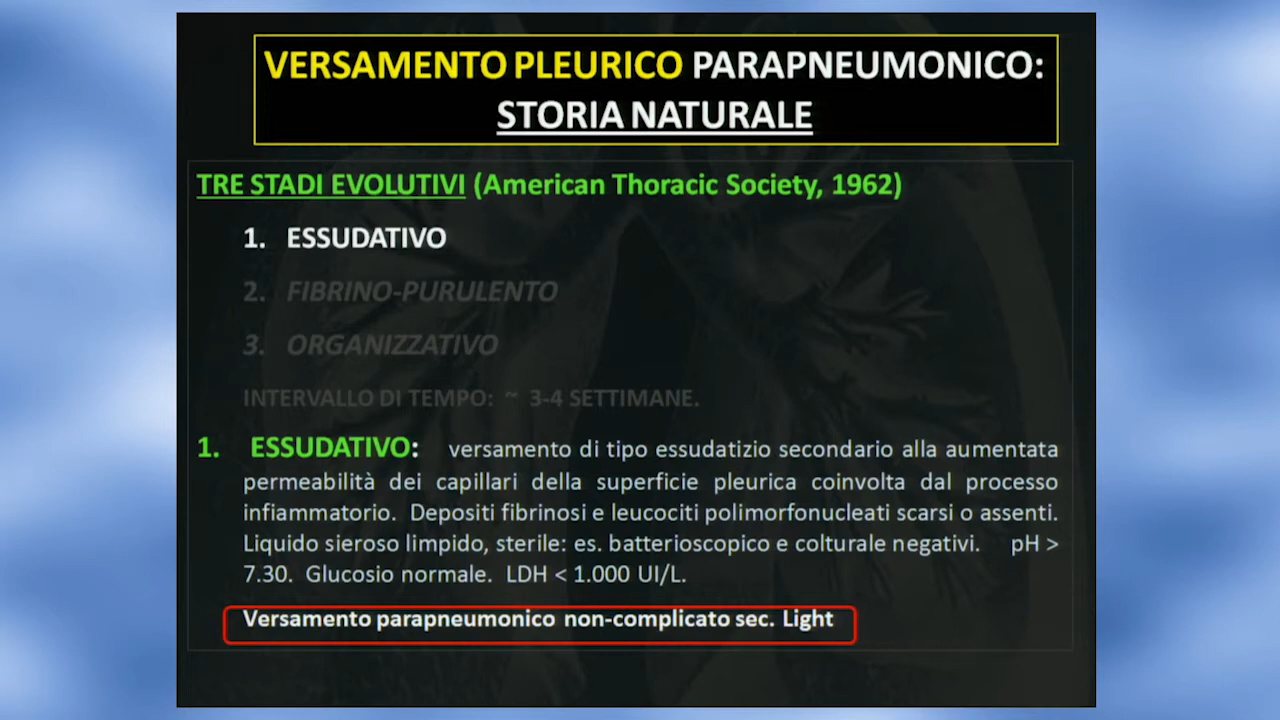 VERSAMENTO PLEURICO PARAPNEUMONICO:
STORIA NATURALE
TRE STADI EVOLUTIVI (American Thoracic Society, 1962)
1. ESSUDATIVO
2. FIBRINO-PURULENTO
3. ORGANIZZATIVO
INTERVALLO DI TEMPO: ~ 3-4 SETTIMANE.
1. ESSUDATIVO: versamento di tipo essudatizio secondario alla aumentata
permeabilità dei capillari della superficie pleurica coinvolta dal processo
infiammatorio. Depositi fibrinosi e leucociti polimorfonucleati scarsi o assenti.
Liquido sieroso limpido, sterile: es. batterioscopico e colturale negativi. pH >
7.30. Glucosio normale. LDH < 1.000 UI/L.
Versamento parapneumonico non-complicato sec. Light